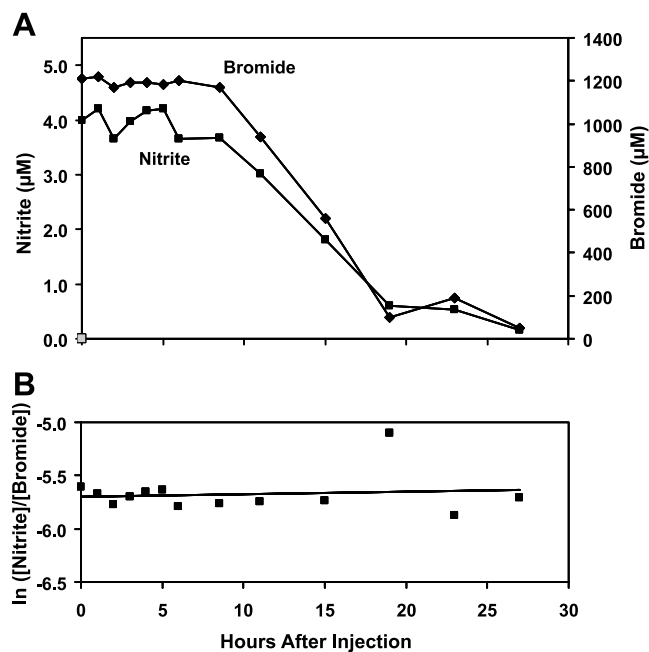 A
5.0
4.0
3.0
2.0
1.0
0.0
Nitrite (µM)
Bromide
Nitrite
1400
1200
1000
800
600
400
200
0
Bromide (µM)
B
-5.0
-5.5
-6.0
-6.5
ln ([Nitrite]/[Bromide])
0 5 10 15 20 25 30
Hours After Injection